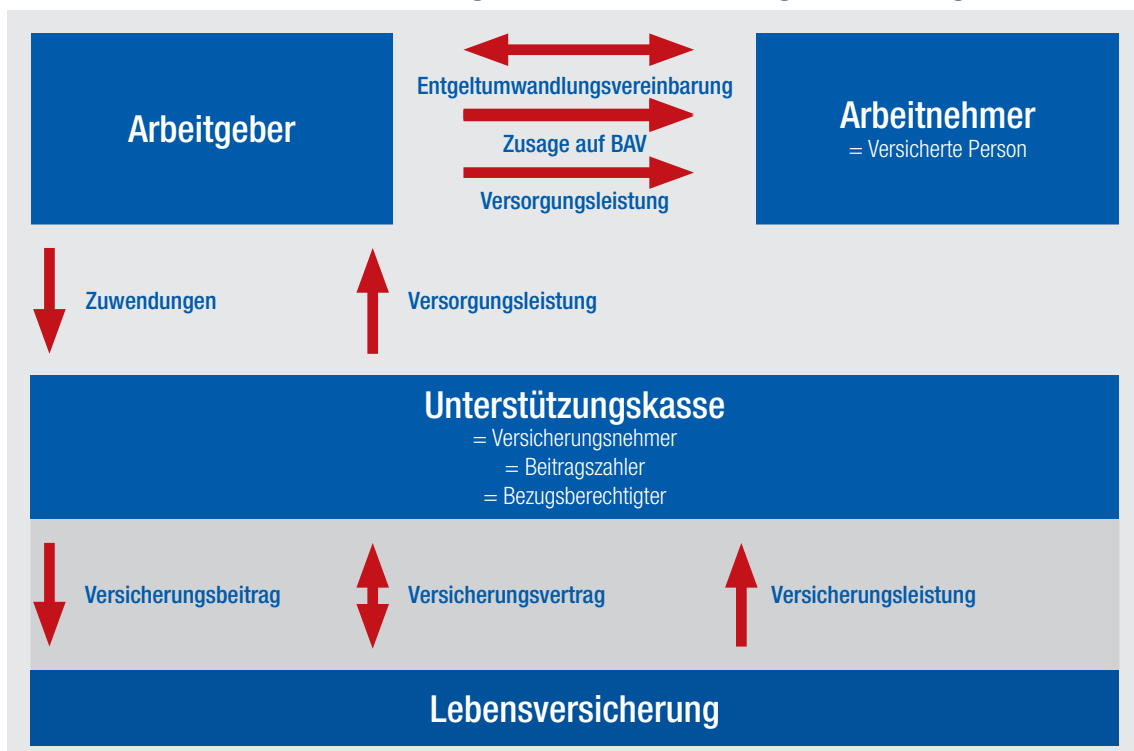 Entgeltumwandlungsvereinbarung
Arbeitgeber
Arbeitnehmer
= Versicherte Person
Zusage auf BAV
Versorgungsleistung
Zuwendungen
Versorgungsleistung
Unterstützungskasse
= Versicherungsnehmer
= Beitragszahler
= Bezugsberechtigter
Versicherungsbeitrag
Versicherungsvertrag
Versicherungsleistung
Lebensversicherung